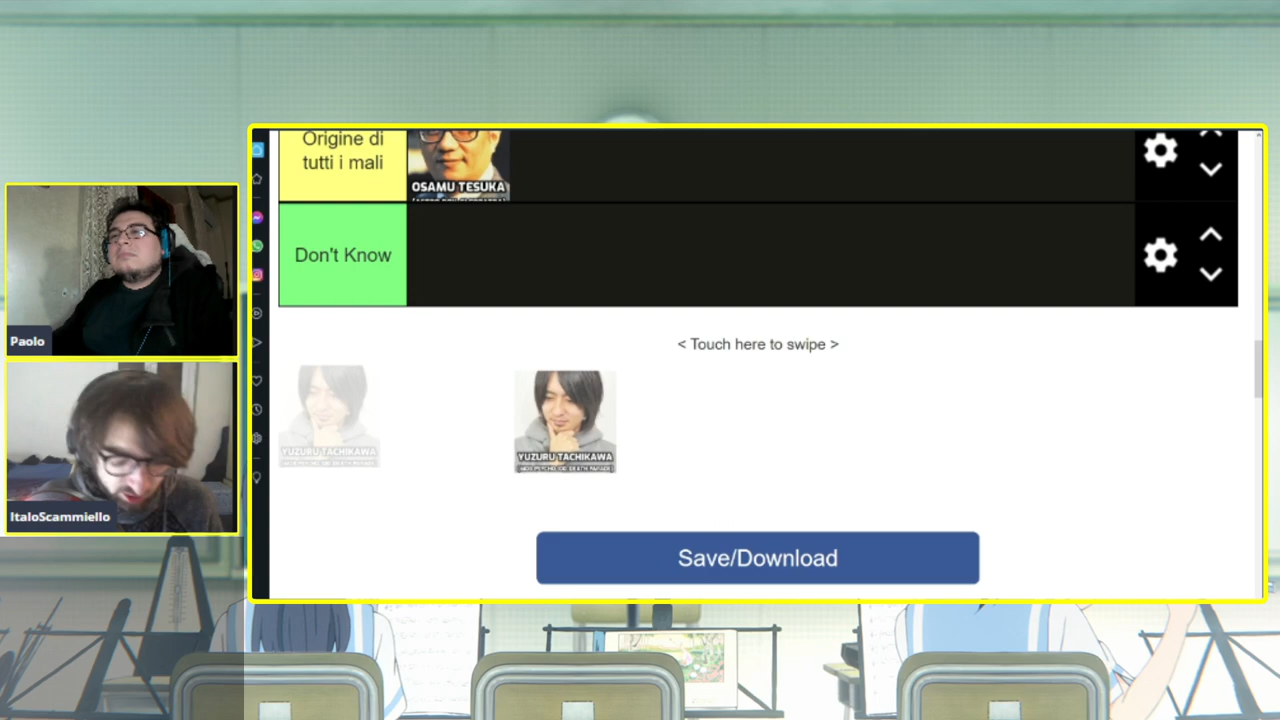 Origine di
tutti i mali
OSAMU TESUKA
Don't Know
< Touch here to swipe >
YUZURU TACHIKAWA
YUZURU TACHIKAWA
Save/Download
Paolo
ItaloScammiello